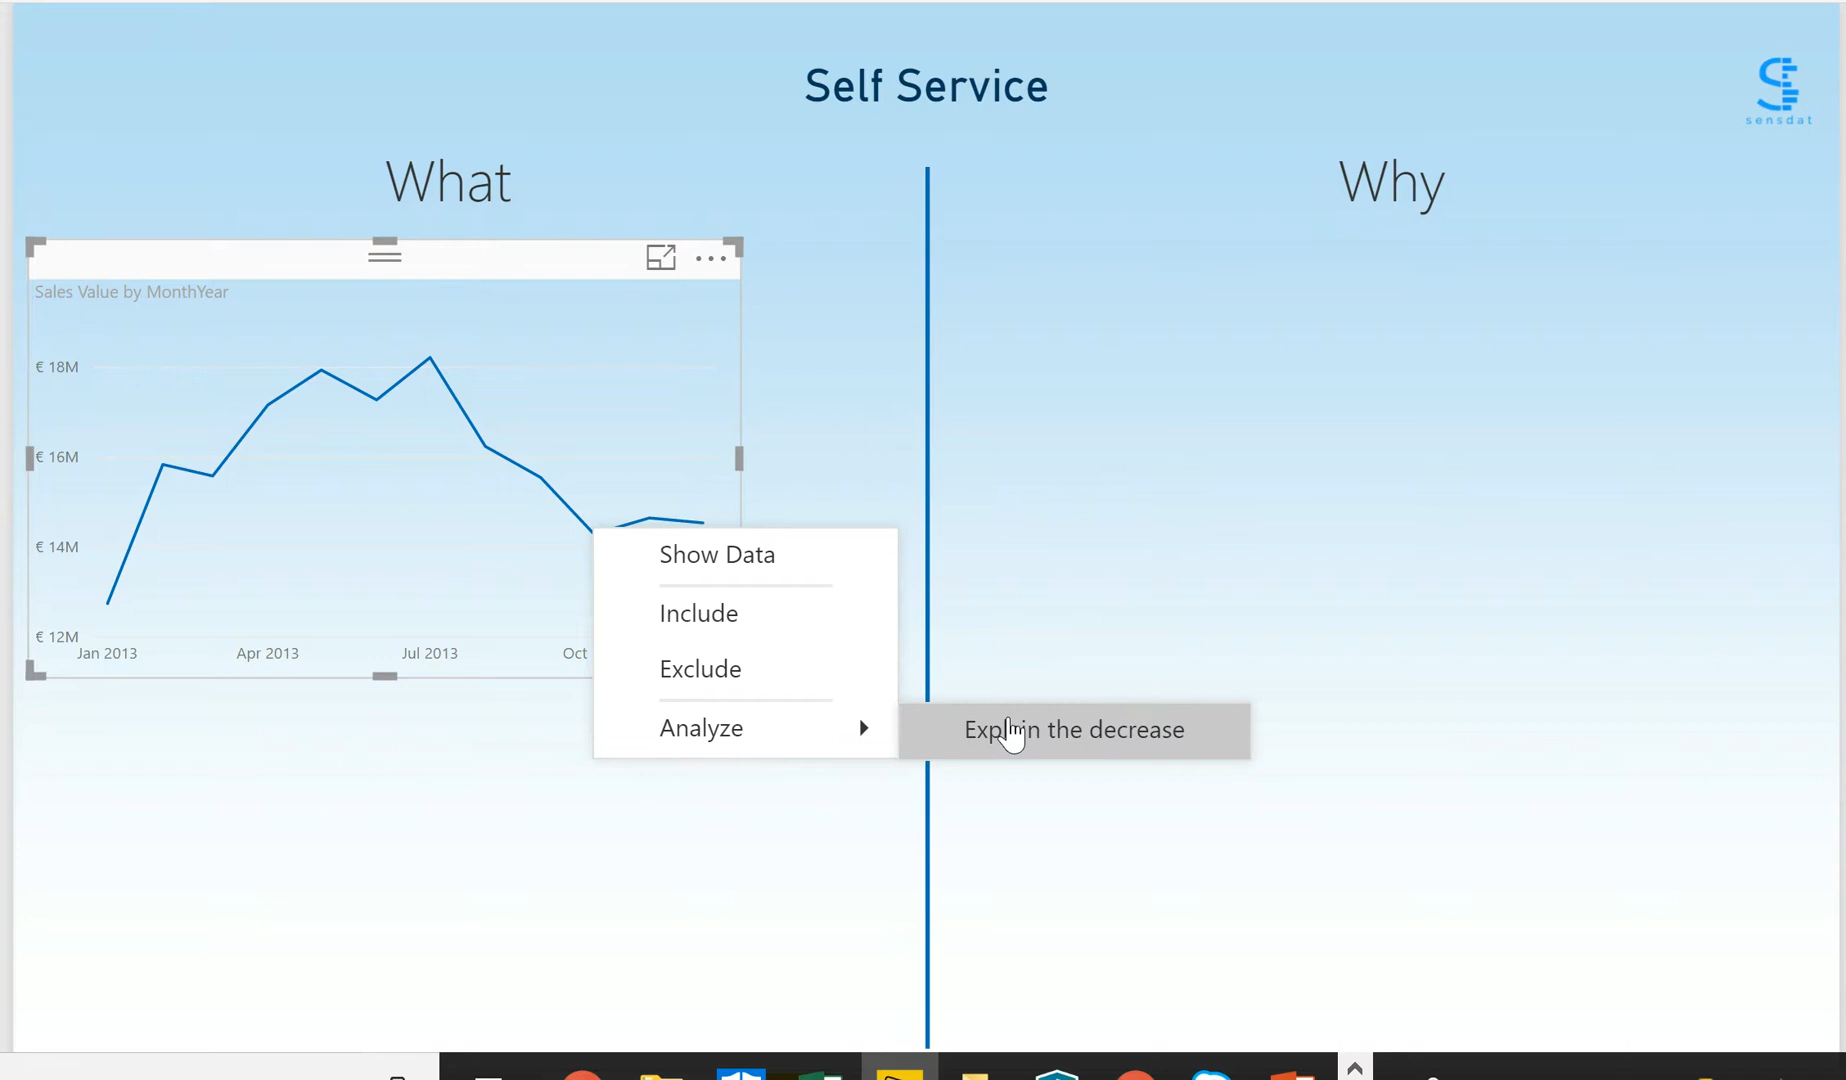 Self Service
sensdat
What
Why
Sales Value by MonthYear
€ 18M
€ 16M
€ 14M
€ 12M
Jan 2013
Apr 2013
Jul 2013
Oct
Show Data
Include
Exclude
Analyze
Explain the decrease